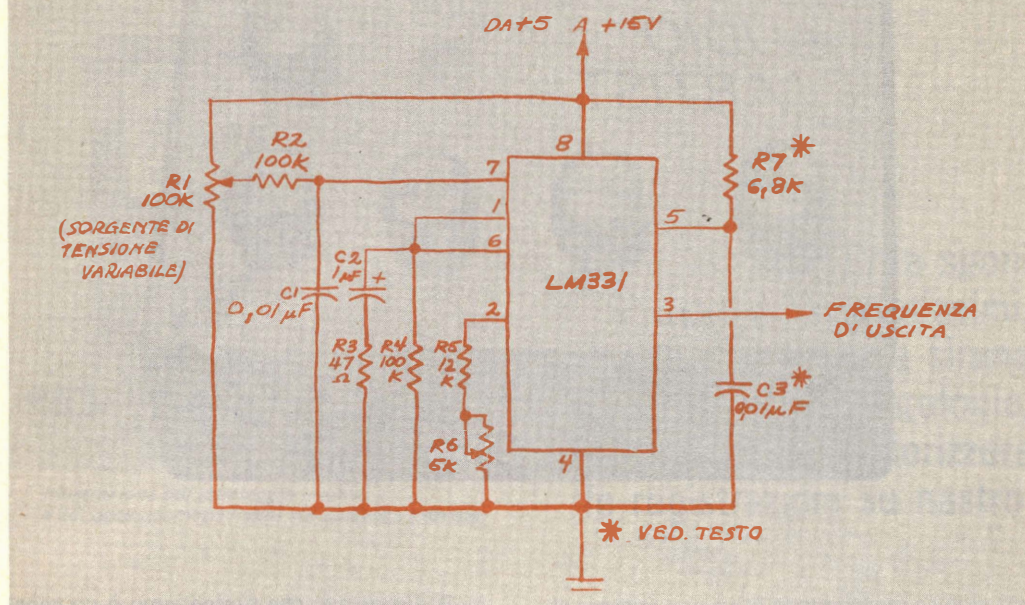 DA +5 A +15V
8
R2
100K
R7 *
6,8K
7
R1
100K
(SORGENTE DI
TENSIONE
VARIABILE)
1
5
6
C2
1µF
+
LM331
C1
0,01µF
2
3
FREQUENZA
D'USCITA
R3
47
Ω
R4
100
K
R5
12
K
C3 *
0,01µF
R6
5K
4
* VED. TESTO